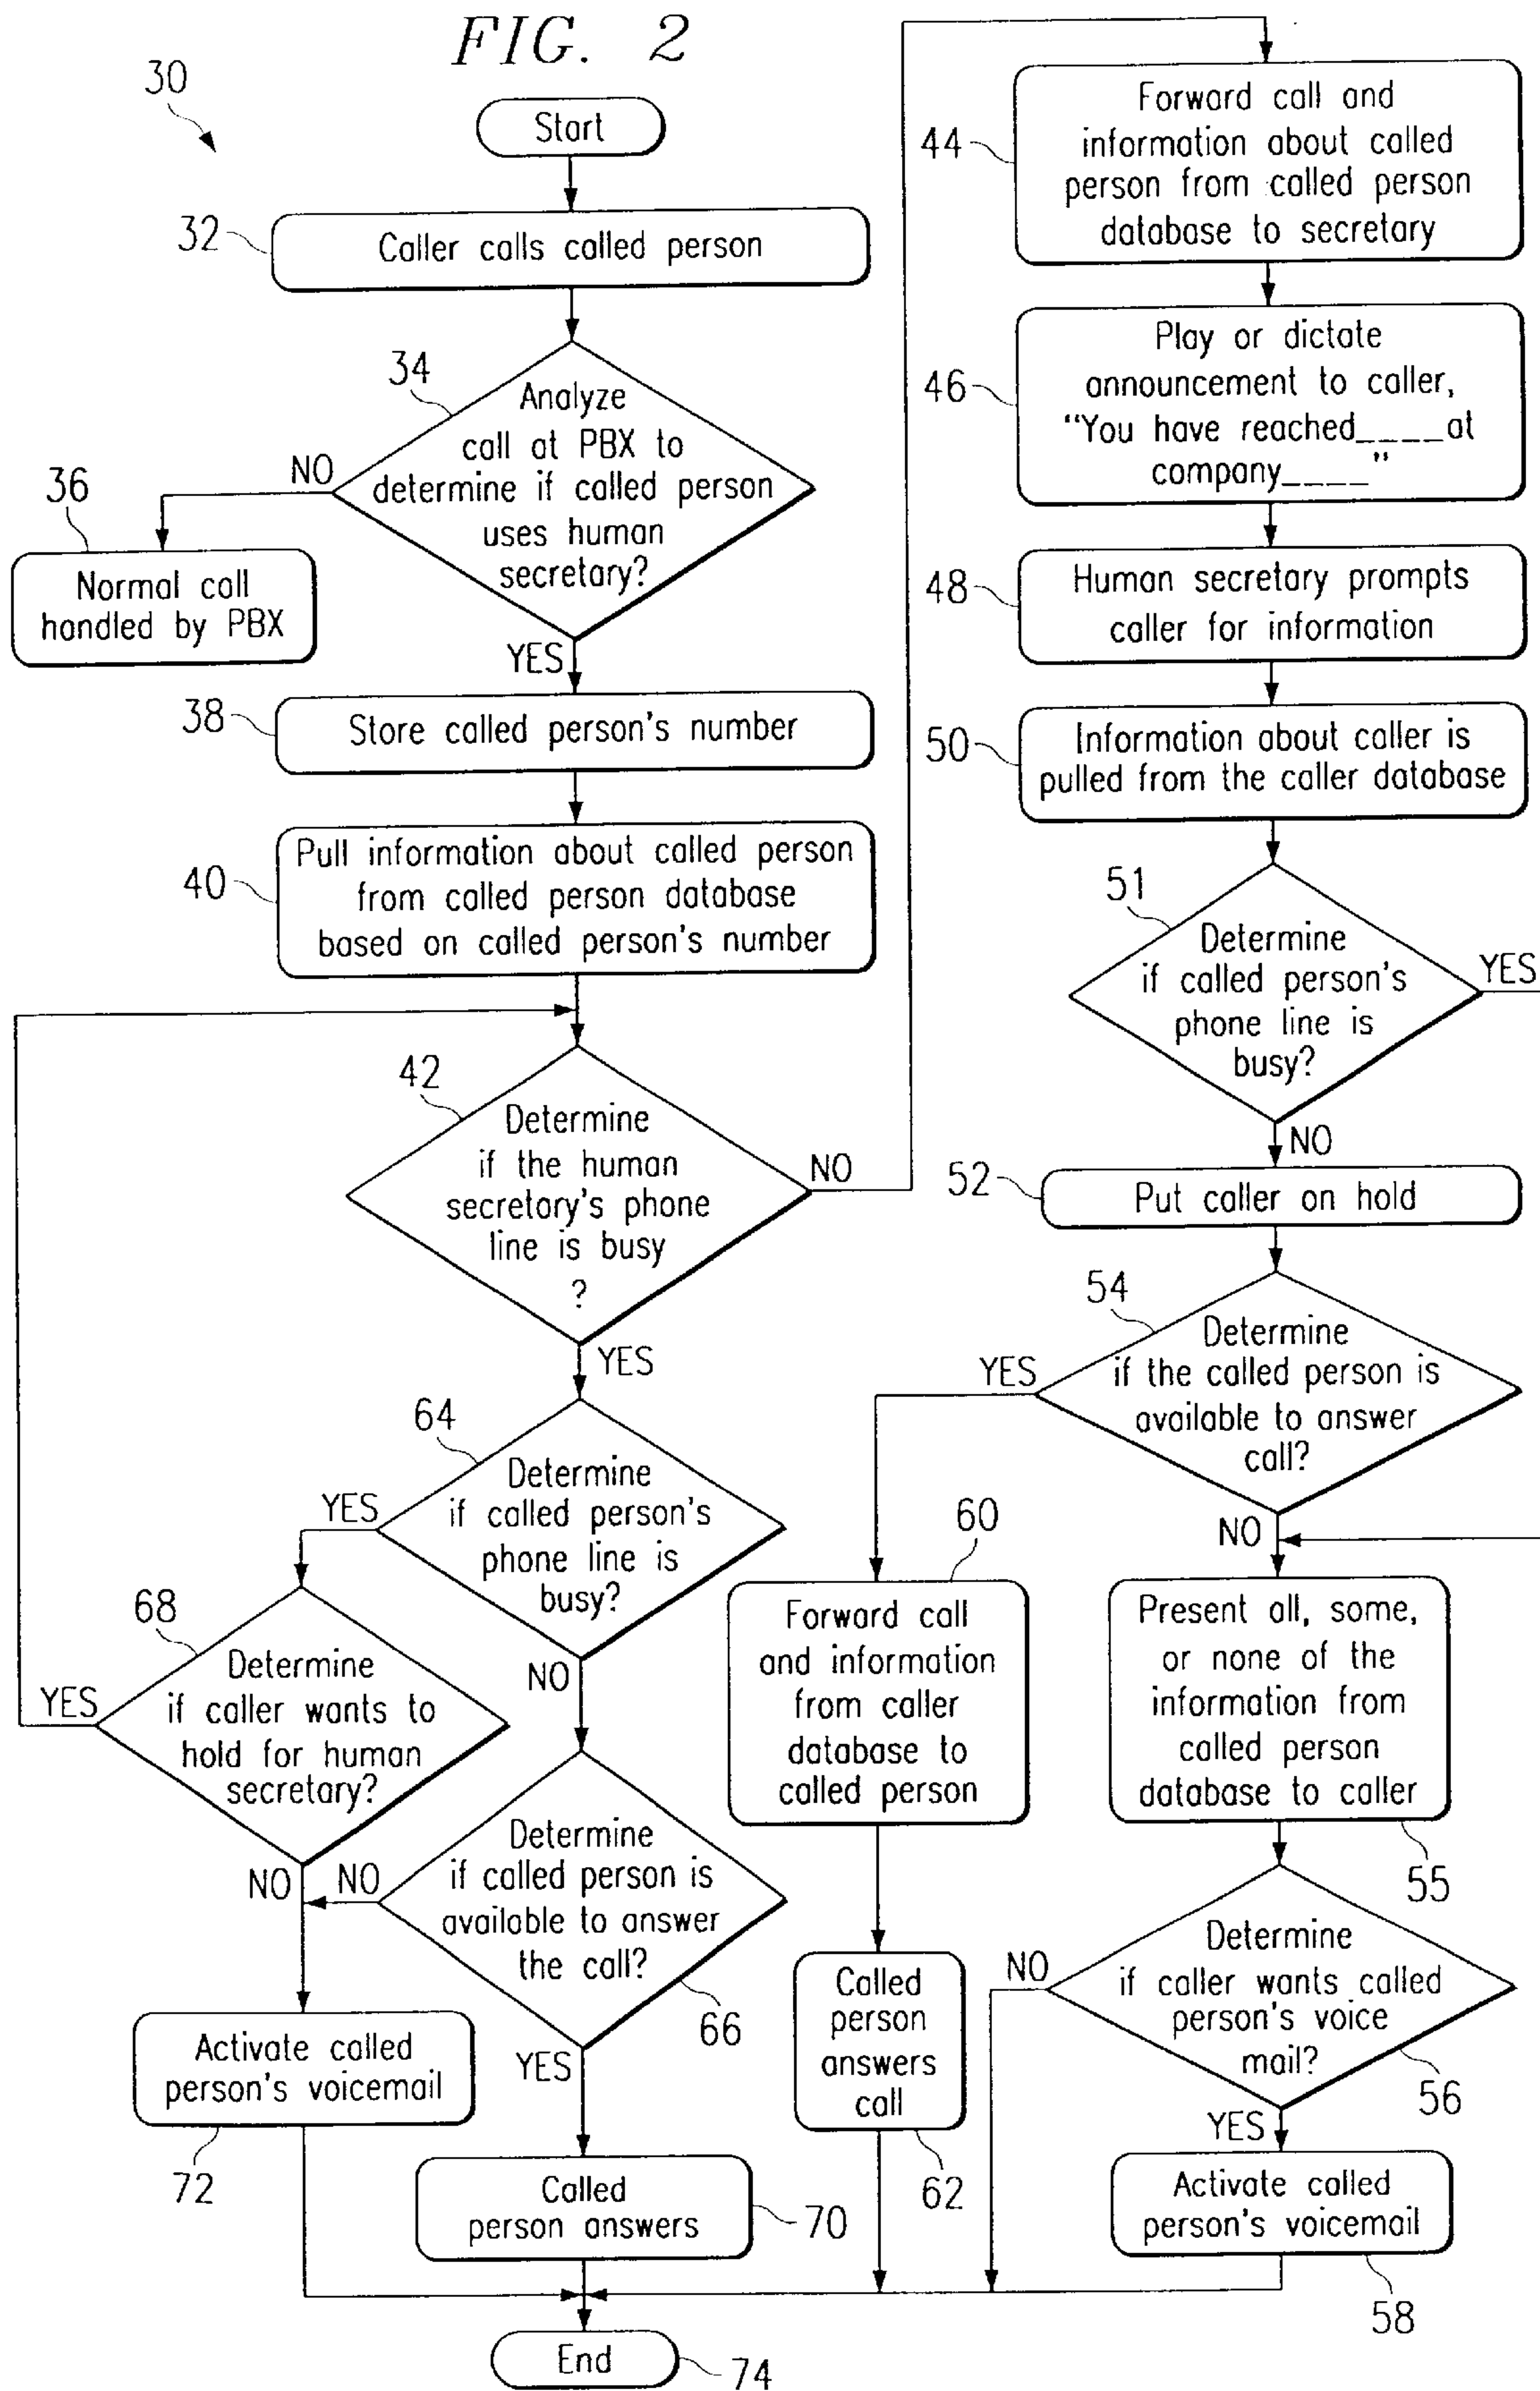 FIG. 2
30
Start
32
Caller calls called person
34
Analyze
call at PBX to
determine if called person
uses human
secretary?
NO
36
Normal call
handled by PBX
YES
38
Store called person's number
40
Pull information about called person
from called person database
based on called person's number
42
Determine
if the human
secretary's phone
line is busy
?
NO
YES
64
Determine
if called person's
phone line is
busy?
YES
68
Determine
if caller wants to
hold for human
secretary?
YES
NO
NO
NO
Determine
if called person is
available to answer
the call?
66
YES
Activate called
person's voicemail
72
Called
person answers
70
End
74
44
Forward call and
information about called
person from called person
database to secretary
46
Play or dictate
announcement to caller,
"You have reached____at
company____"
48
Human secretary prompts
caller for information
50
Information about caller is
pulled from the caller database
51
Determine
if called person's
phone line is
busy?
YES
NO
52
Put caller on hold
54
Determine
if the called person is
available to answer
call?
YES
NO
60
Forward call
and information
from caller
database to
called person
Called
person
answers
call
62
Present all, some,
or none of the
information from
called person
database to caller
55
Determine
if caller wants called
person's voice
mail?
NO
56
YES
Activate called
person's voicemail
58